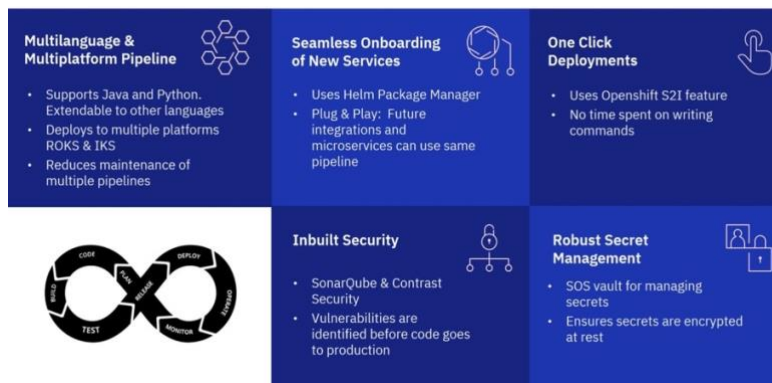 Multilanguage &
Multiplatform Pipeline
• Supports Java and Python.
Extendable to other languages
• Deploys to multiple platforms
ROKS & IKS
• Reduces maintenance of
multiple pipelines
Seamless Onboarding
of New Services
• Uses Helm Package Manager
• Plug & Play: Future
integrations and
microservices can use same
pipeline
One Click
Deployments
• Uses Openshift S2I feature
• No time spent on writing
commands
CODE
BUILD
TEST
PLAN
RELEASE
DEPLOY
OPERATE
MONITOR
Inbuilt Security
• SonarQube & Contrast
Security
• Vulnerabilities are
identified before code goes
to production
Robust Secret
Management
• SOS vault for managing
secrets
• Ensures secrets are encrypted
at rest